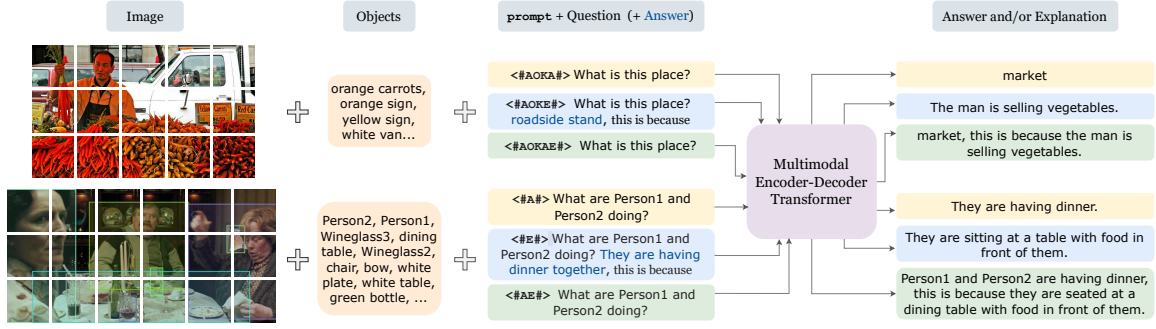 Image
Objects
prompt + Question (+ Answer)
Answer and/or Explanation
orange carrots,
orange sign,
yellow sign,
white van...
<#AOKA#> What is this place?
<#AOKE#> What is this place?
roadside stand, this is because
<#AOKAE#> What is this place?
Multimodal
Encoder-Decoder
Transformer
market
The man is selling vegetables.
market, this is because the man is
selling vegetables.
Person2, Person1,
Wineglass3, dining
table, Wineglass2,
chair, bow, white
plate, white table,
green bottle, ...
<#A#> What are Person1 and
Person2 doing?
<#E#> What are Person1 and
Person2 doing? They are having
dinner together, this is because
<#AE#> What are Person1 and
Person2 doing?
They are having dinner.
They are sitting at a table with food in
front of them.
Person1 and Person2 are having dinner,
this is because they are seated at a
dining table with food in front of them.